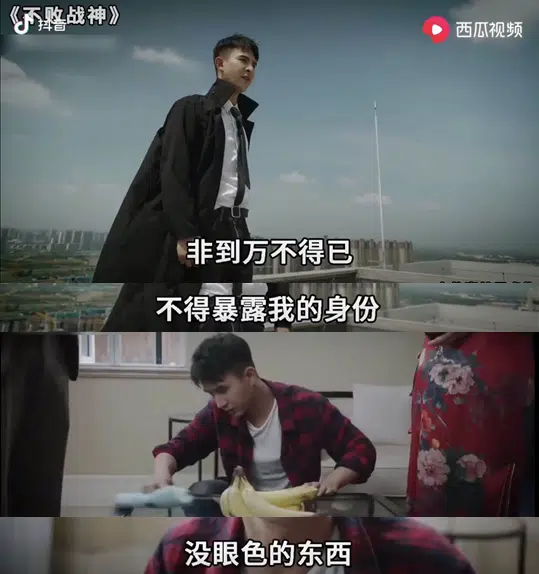 《不败战神》
抖音
西瓜视频
非到万不得已
不得暴露我的身份
没眼色的东西